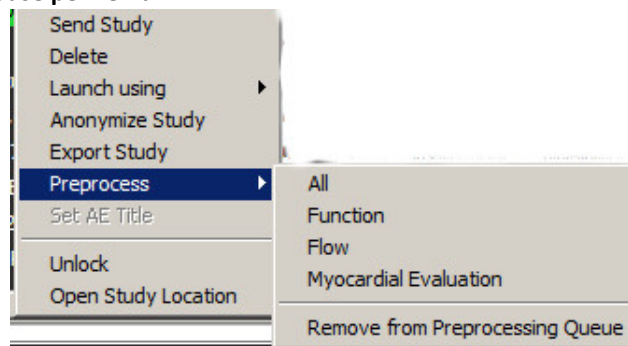 Send Study
Delete
Launch using
Anonymize Study
Export Study
Preprocess
Set AE Title
Unlock
Open Study Location
All
Function
Flow
Myocardial Evaluation
Remove from Preprocessing Queue